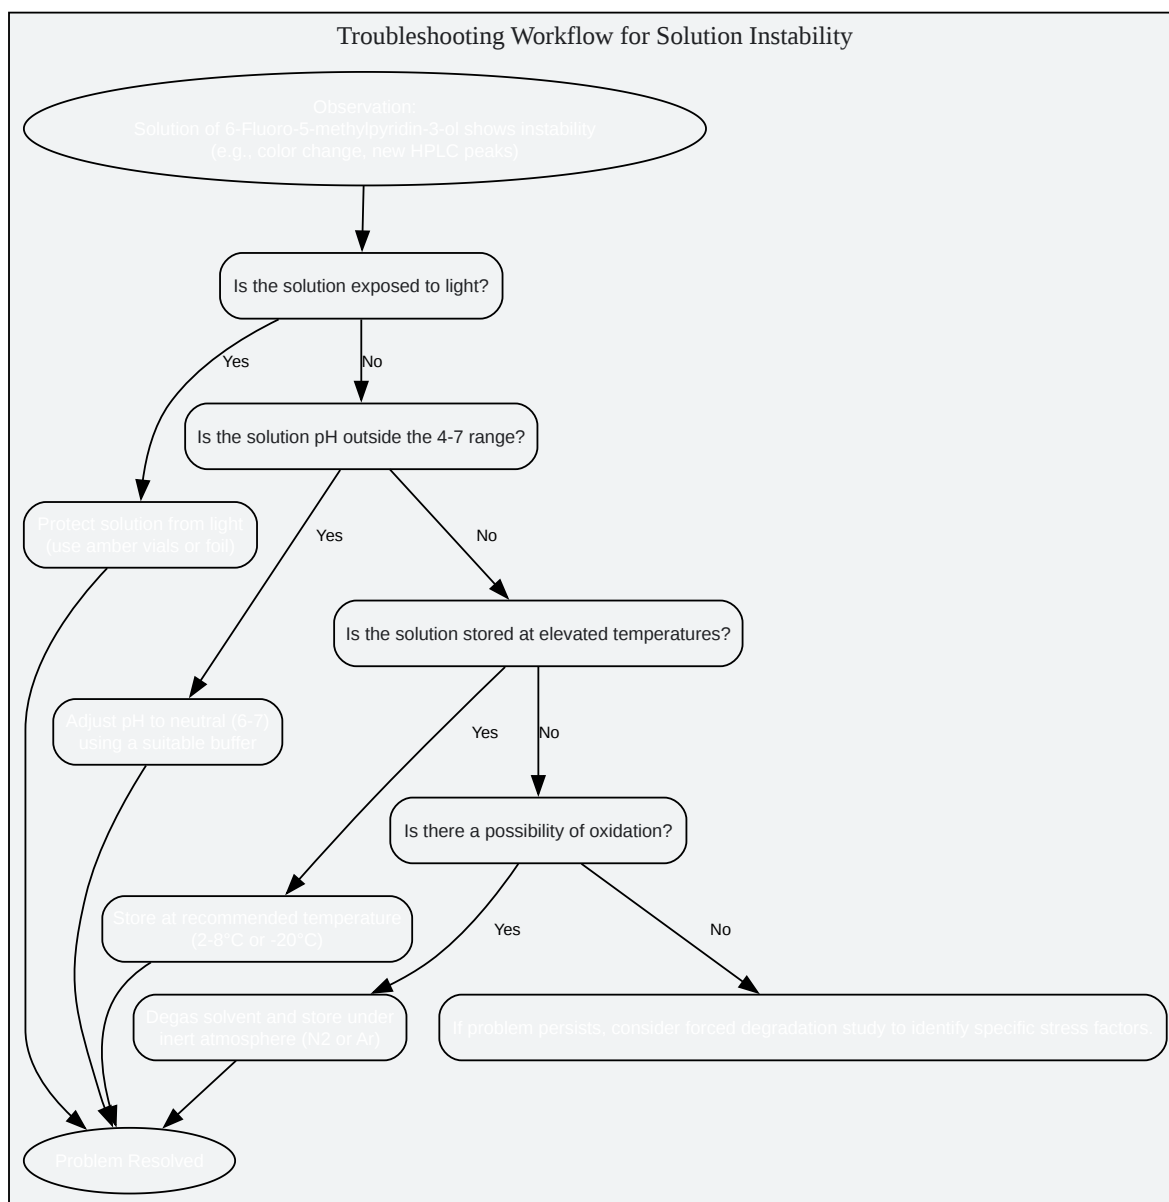 Troubleshooting Workflow for Solution Instability
Observation:
Solution of 6-Fluoro-5-methylpyridin-3-ol shows instability
(e.g., color change, new HPLC peaks)
Is the solution exposed to light?
Yes
No
Is the solution pH outside the 4-7 range?
Protect solution from light
(use amber vials or foil)
Yes
No
Is the solution stored at elevated temperatures?
Adjust pH to neutral (6-7)
using a suitable buffer
Yes
No
Is there a possibility of oxidation?
Store at recommended temperature
(2-8°C or -20°C)
Yes
No
Degas solvent and store under
inert atmosphere (N2 or Ar)
If problem persists, consider forced degradation study to identify specific stress factors.
Problem Resolved